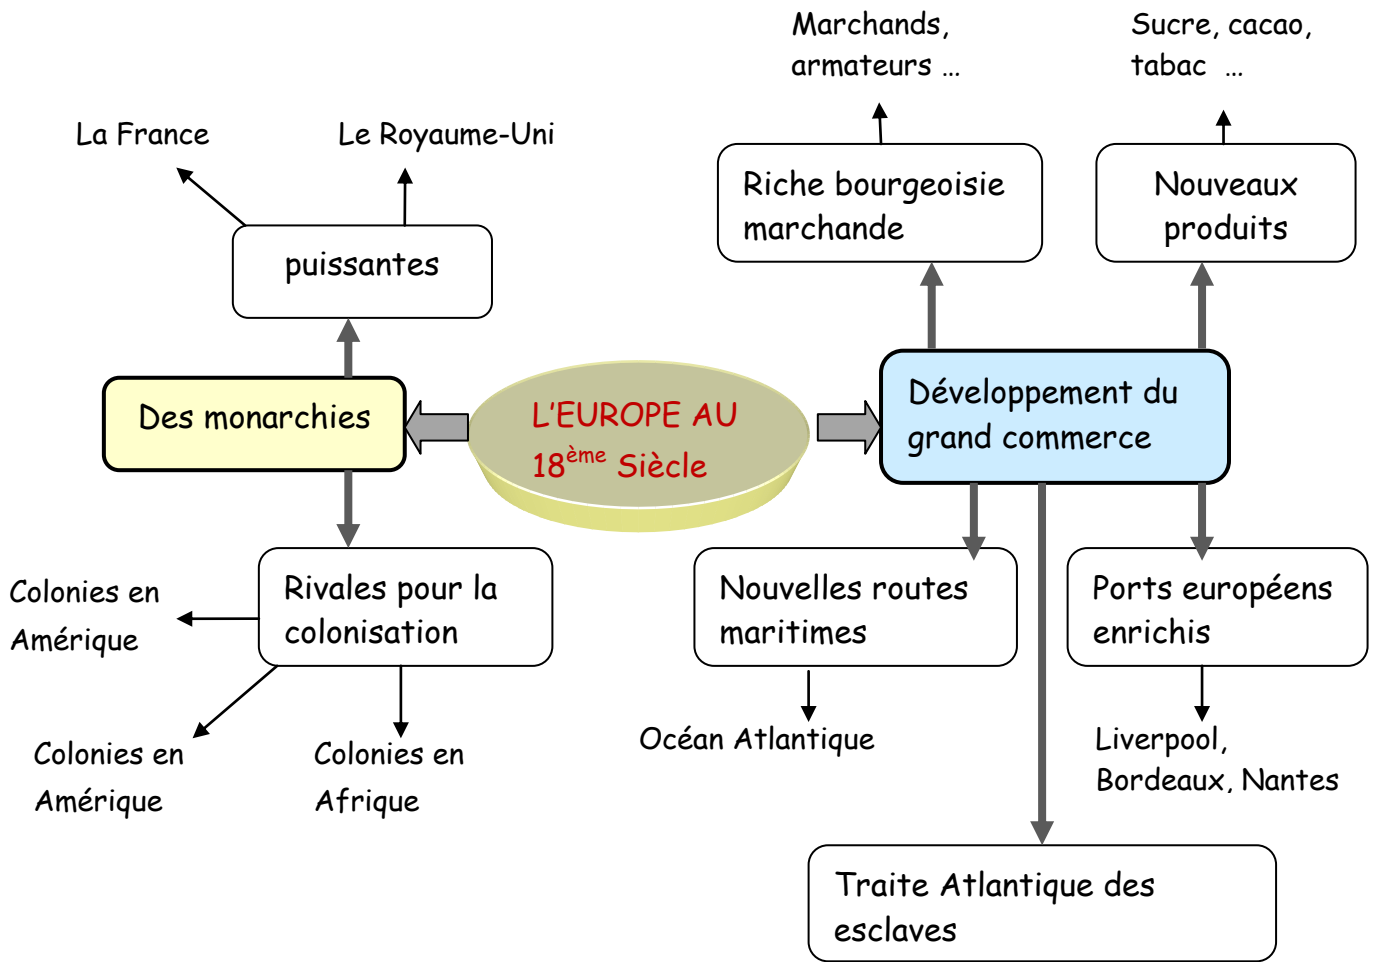 Marchands,
armateurs …
Sucre, cacao,
tabac …
La France
Le Royaume-Uni
Riche bourgeoisie
marchande
Nouveaux
produits
puissantes
Des monarchies
L'EUROPE AU
18ème Siècle
Développement du
grand commerce
Colonies en
Amérique
Rivales pour la
colonisation
Nouvelles routes
maritimes
Ports européens
enrichis
Colonies en
Amérique
Colonies en
Afrique
Océan Atlantique
Liverpool,
Bordeaux, Nantes
Traite Atlantique des
esclaves